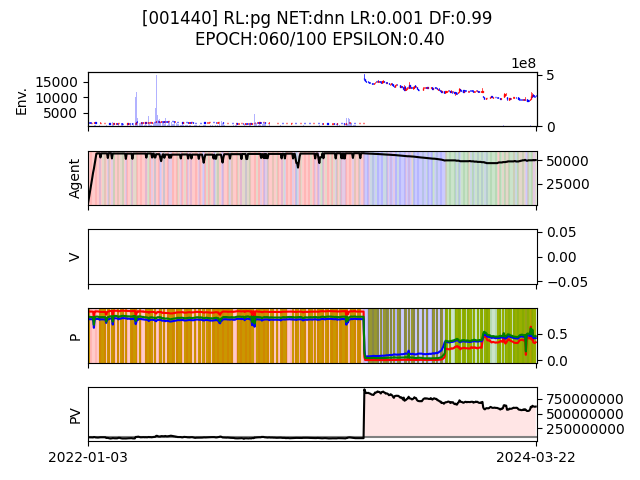 [001440] RL:pg NET:dnn LR:0.001 DF:0.99
EPOCH:060/100 EPSILON:0.40
1e8
Env.
15000
10000
5000
5
0
Agent
50000
25000
V
0.05
0.00
−0.05
P
0.5
0.0
PV
750000000
500000000
250000000
2022-01-03
2024-03-22